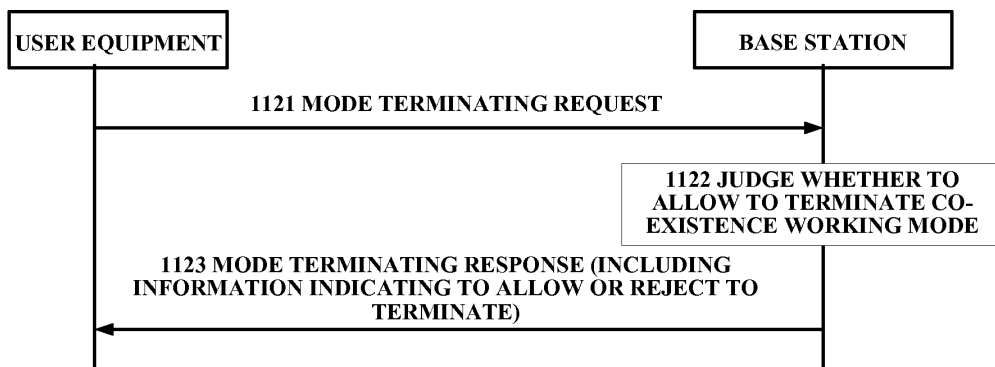 USER EQUIPMENT
BASE STATION
1121 MODE TERMINATING REQUEST
1122 JUDGE WHETHER TO
ALLOW TO TERMINATE CO-
EXISTENCE WORKING MODE
1123 MODE TERMINATING RESPONSE (INCLUDING
INFORMATION INDICATING TO ALLOW OR REJECT TO
TERMINATE)